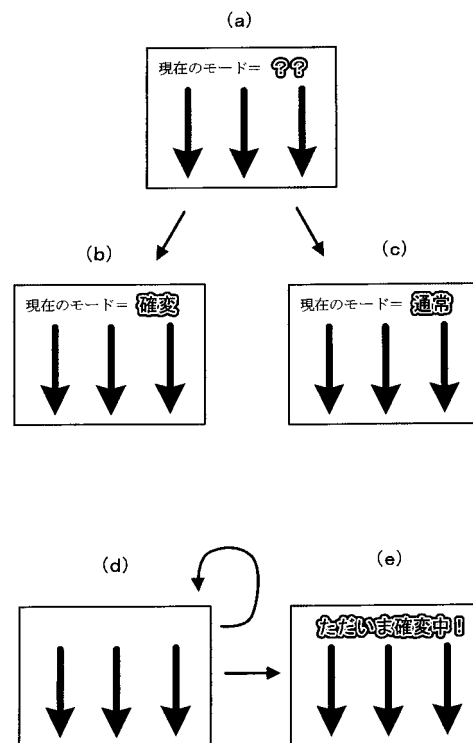 (a)
現在のモード＝ ??
(b)
現在のモード＝ 確変
(c)
現在のモード＝ 通常
(d)
(e)
ただいま確変中！